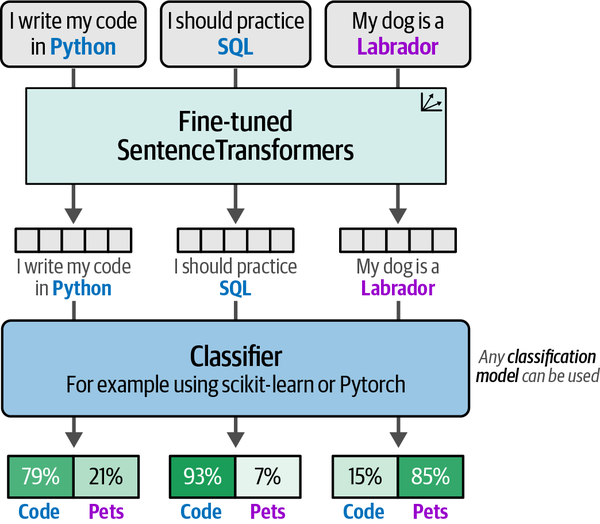 I write my code
in Python
I should practice
SQL
My dog is a
Labrador
Fine-tuned
SentenceTransformers
I write my code
in Python
I should practice
SQL
My dog is a
Labrador
Classifier
For example using scikit-learn or Pytorch
Any classification
model can be used
79% 21%
Code Pets
93% 7%
Code Pets
15% 85%
Code Pets